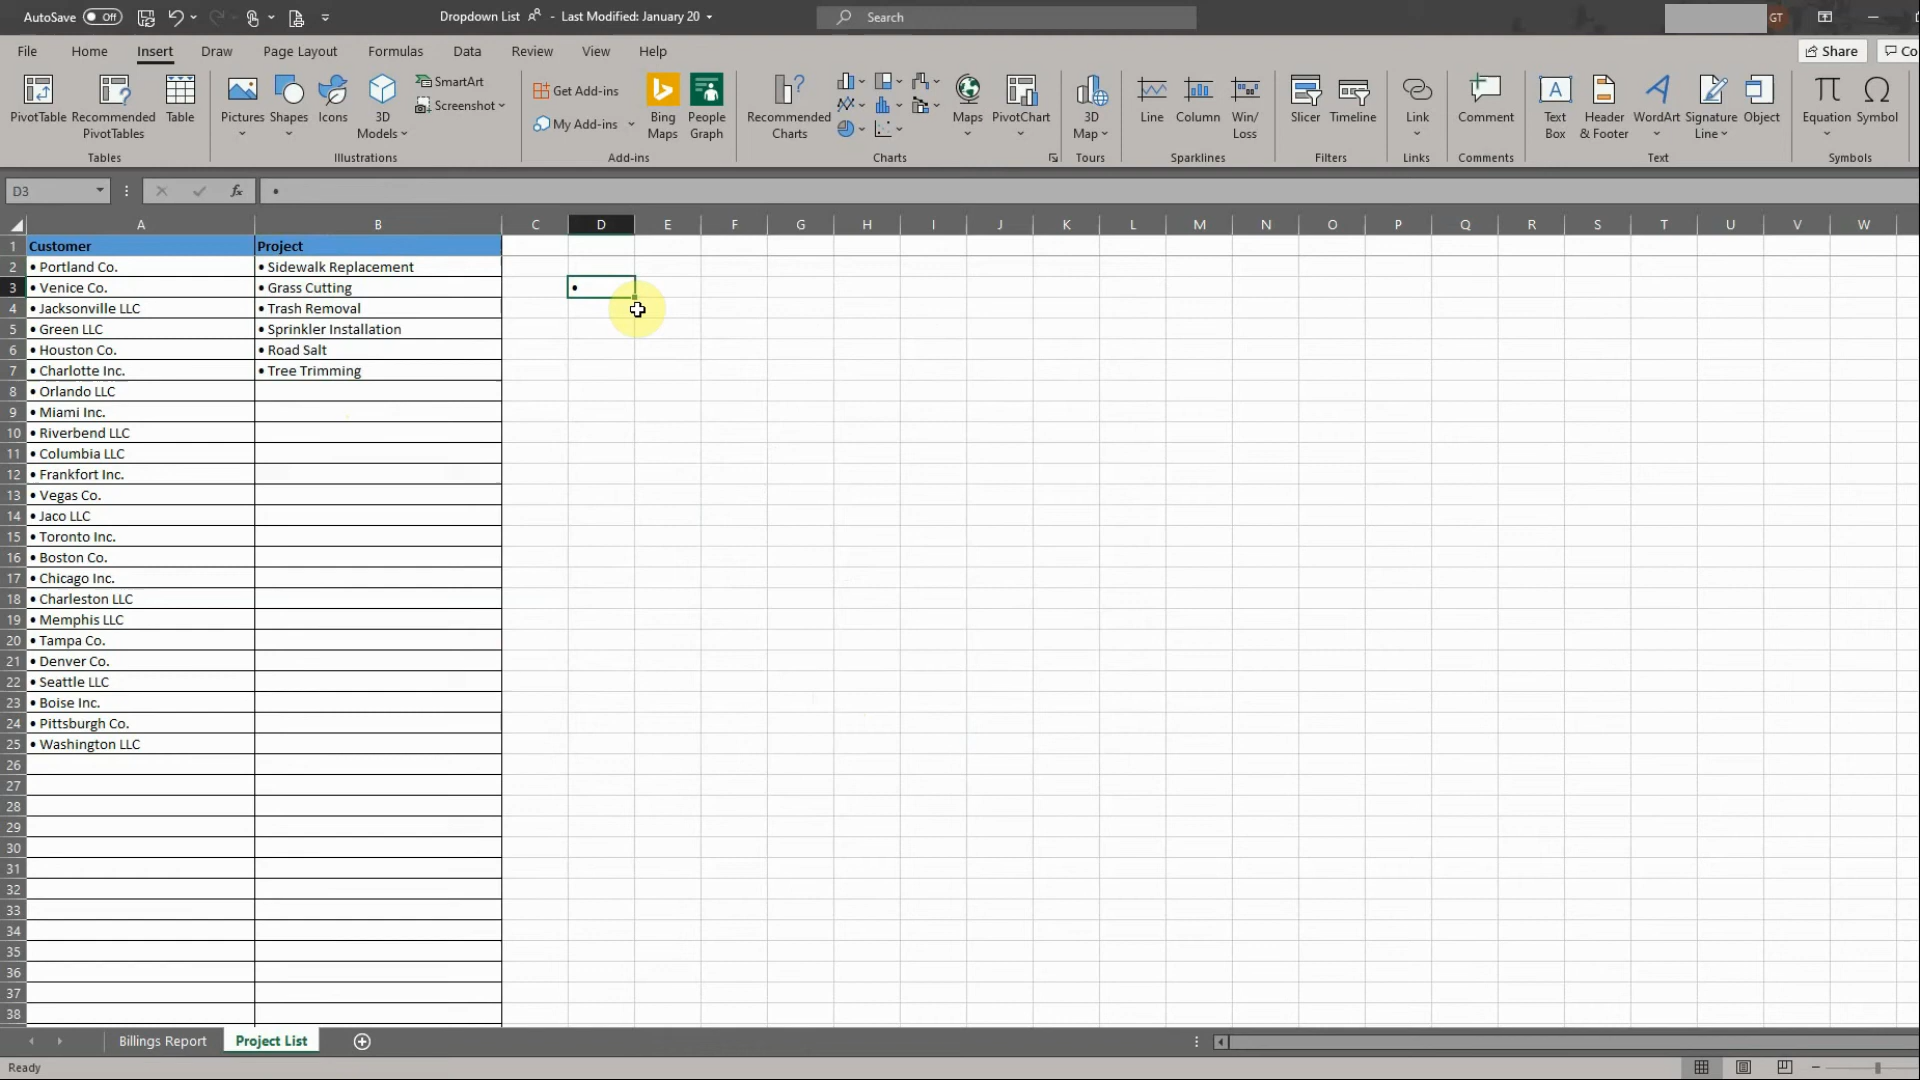 AutoSave Off Dropdown List - Last Modified: January 20 Search GT
File Home Insert Draw Page Layout Formulas Data Review View Help Share Co
PivotTable Recommended PivotTables Table Pictures Shapes Icons 3D Models SmartArt Screenshot Get Add-ins My Add-ins Bing Maps People Graph Recommended Charts Maps PivotChart 3D Map Line Column Win/Loss Slicer Timeline Link Comment Text Box Header & Footer WordArt Signature Line Object Equation Symbol
Tables Illustrations Add-ins Charts Tours Sparklines Filters Links Comments Text Symbols
D3 fx •
A B C D E F G H I J K L M N O P Q R S T U V W
1 Customer Project
2 • Portland Co. • Sidewalk Replacement
3 • Venice Co. • Grass Cutting •
4 • Jacksonville LLC • Trash Removal
5 • Green LLC • Sprinkler Installation
6 • Houston Co. • Road Salt
7 • Charlotte Inc. • Tree Trimming
8 • Orlando LLC
9 • Miami Inc.
10 • Riverbend LLC
11 • Columbia LLC
12 • Frankfort Inc.
13 • Vegas Co.
14 • Jaco LLC
15 • Toronto Inc.
16 • Boston Co.
17 • Chicago Inc.
18 • Charleston LLC
19 • Memphis LLC
20 • Tampa Co.
21 • Denver Co.
22 • Seattle LLC
23 • Boise Inc.
24 • Pittsburgh Co.
25 • Washington LLC
26
27
28
29
30
31
32
33
34
35
36
37
38
Billings Report Project List
Ready